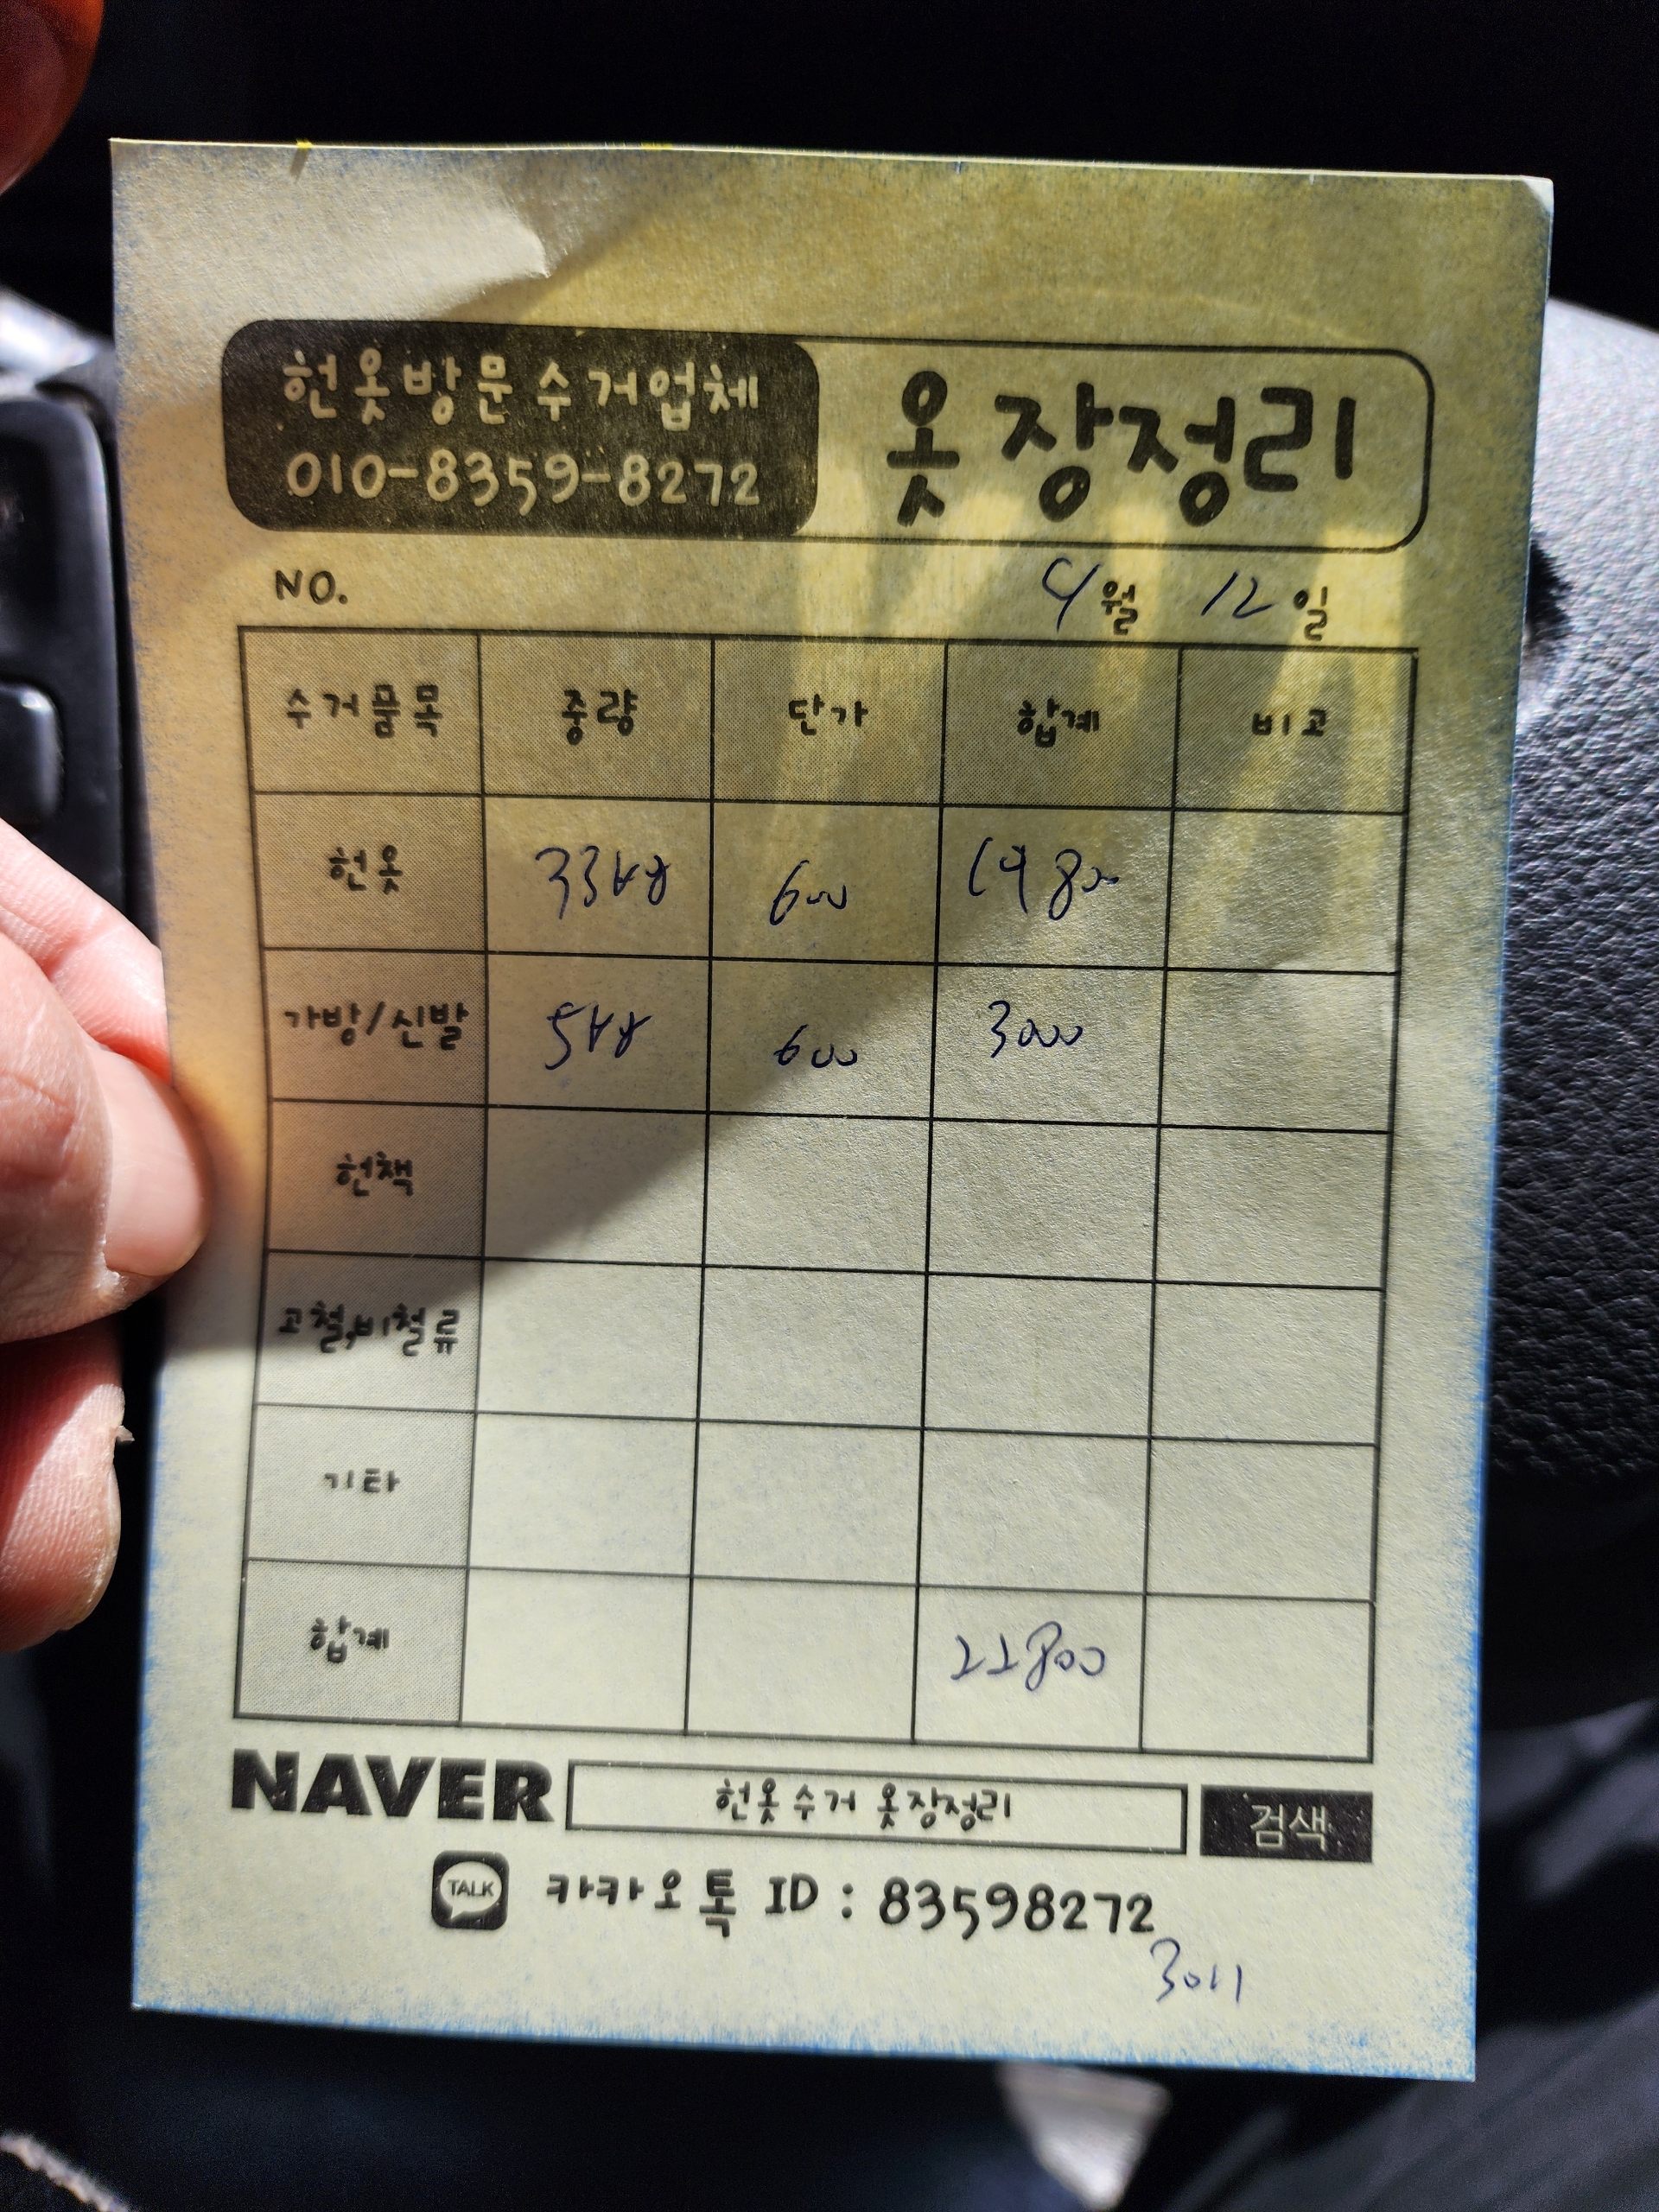 헌옷방문수거업체
010-8359-8272
옷장정리
NO.
4월 12일
수거물목 중량 단가 합계 비고
헌옷 33kg 600 19800
가방/신발 5kg 600 3000
헌책
고철,비철류
기타
합계 22800
NAVER 헌옷수거 옷장정리 검색
TALK 카카오톡 ID : 83598272
3011